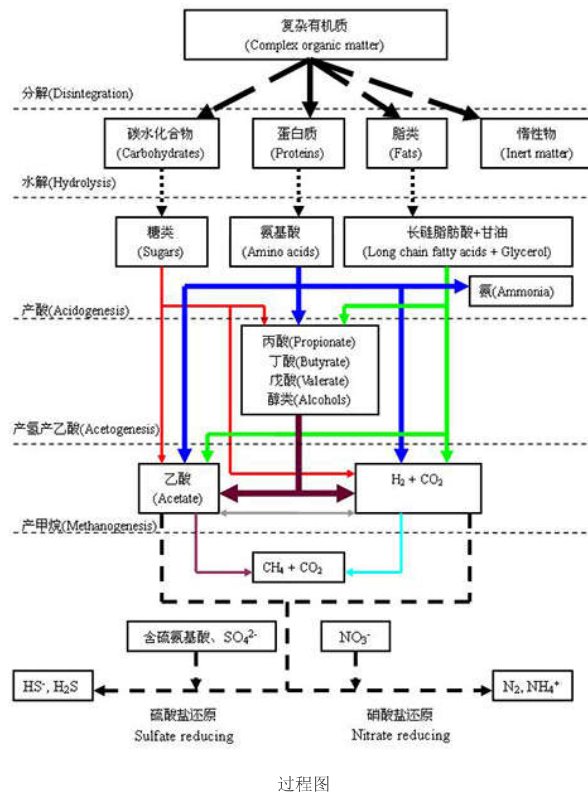 复杂有机质
(Complex organic matter)
分解(Disintegration)
碳水化合物
(Carbohydrates)
蛋白质
(Proteins)
脂类
(Fats)
惰性物
(Inert matter)
水解(Hydrolysis)
糖类
(Sugars)
氨基酸
(Amino acids)
长链脂肪酸+甘油
(Long chain fatty acids + Glycerol)
氨(Ammonia)
产酸(Acidogenesis)
丙酸(Propionate)
丁酸(Butyrate)
戊酸(Valerate)
醇类(Alcohols)
产氢产乙酸(Acetogenesis)
乙酸
(Acetate)
H₂ + CO₂
产甲烷(Methanogenesis)
CH₄ + CO₂
含硫氨基酸、SO₄²⁻
NO₃⁻
HS⁻, H₂S
N₂, NH₄⁺
硫酸盐还原
Sulfate reducing
硝酸盐还原
Nitrate reducing
过程图